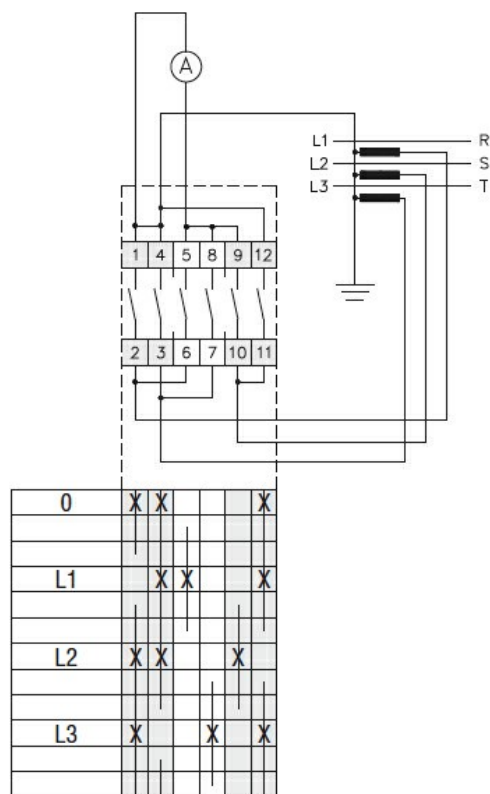 A
L1 R
L2 S
L3 T
1 4 5 8 9 12
2 3 6 7 10 11
0 X X X
L1 X X X
L2 X X X
L3 X X X